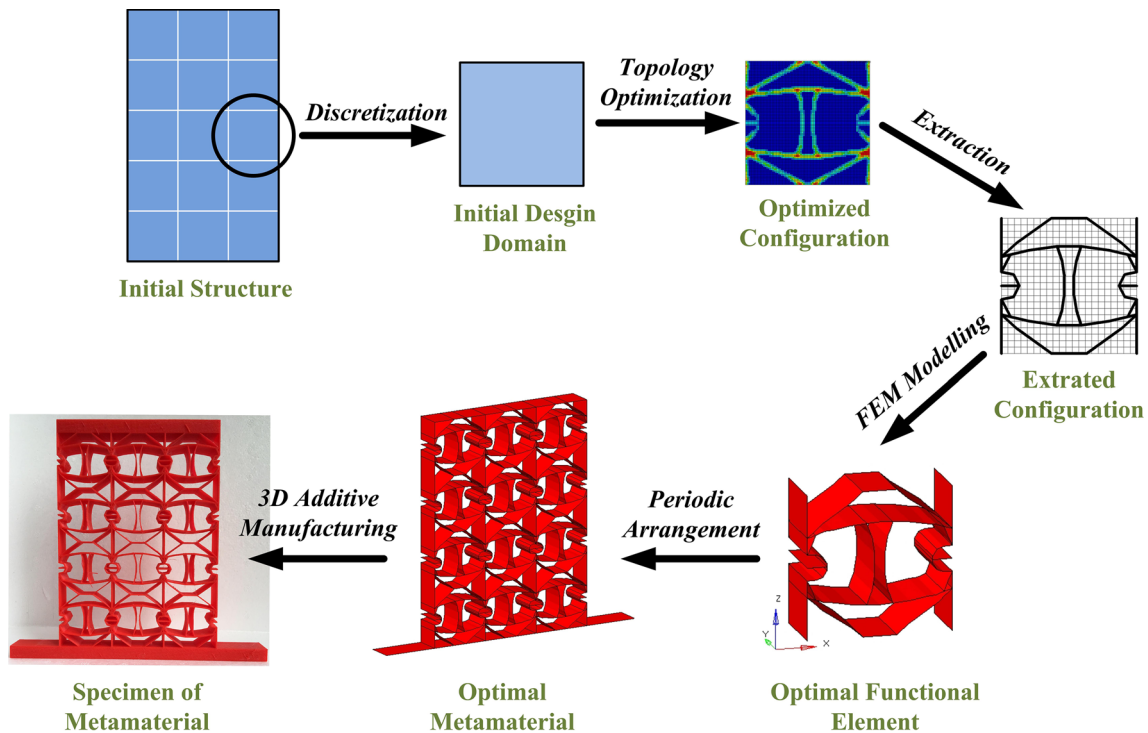 Discretization
Topology
Optimization
Extraction
Initial Desgin
Domain
Optimized
Configuration
Initial Structure
FEM Modelling
Extrated
Configuration
3D Additive
Manufacturing
Periodic
Arrangement
Z
Y
X
Specimen of
Metamaterial
Optimal
Metamaterial
Optimal Functional
Element